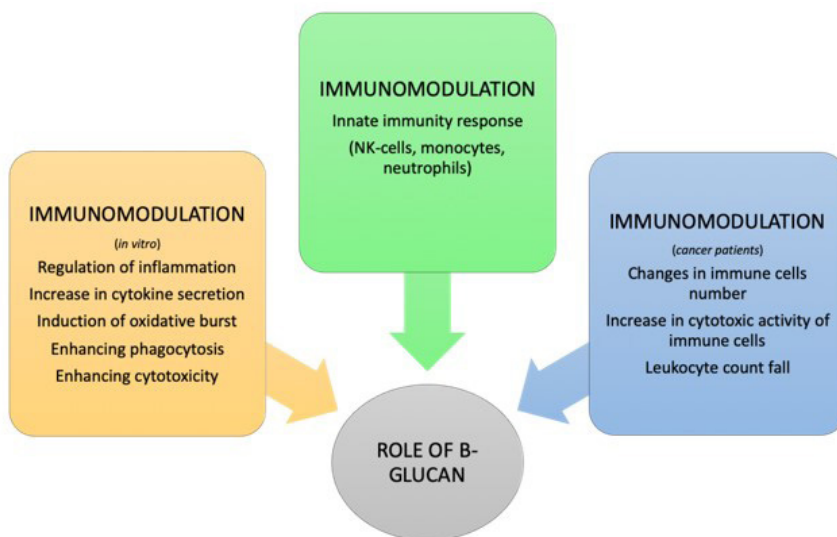 IMMUNOMODULATION
Innate immunity response
(NK-cells, monocytes,
neutrophils)
IMMUNOMODULATION
(in vitro)
Regulation of inflammation
Increase in cytokine secretion
Induction of oxidative burst
Enhancing phagocytosis
Enhancing cytotoxicity
IMMUNOMODULATION
(cancer patients)
Changes in immune cells
number
Increase in cytotoxic activity of
immune cells
Leukocyte count fall
ROLE OF B-
GLUCAN